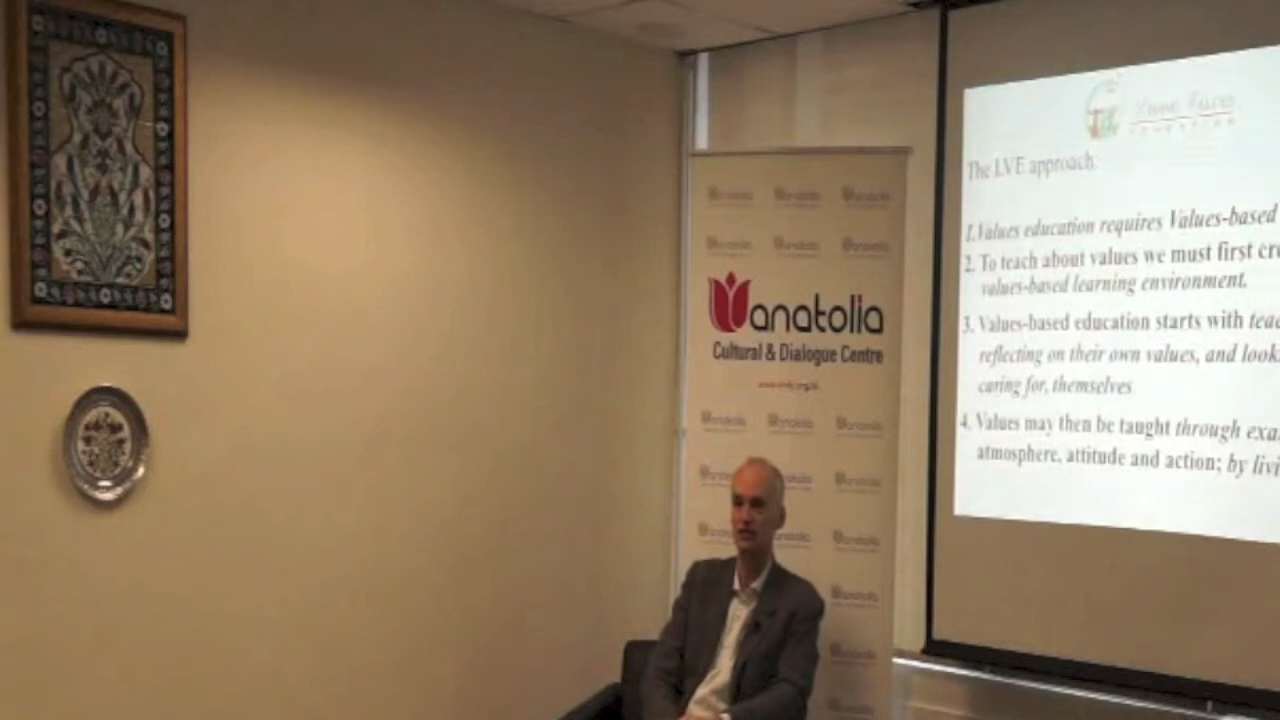 anatolia
Cultural & Dialogue Centre
The LVE approach
1. Values education requires Values-based
2. To teach about values we must first cre
values-based learning environment.
3. Values-based education starts with teac
reflecting on their own values, and look
caring for, themselves
4. Values may then be taught through exa
atmosphere, attitude and action; by livi